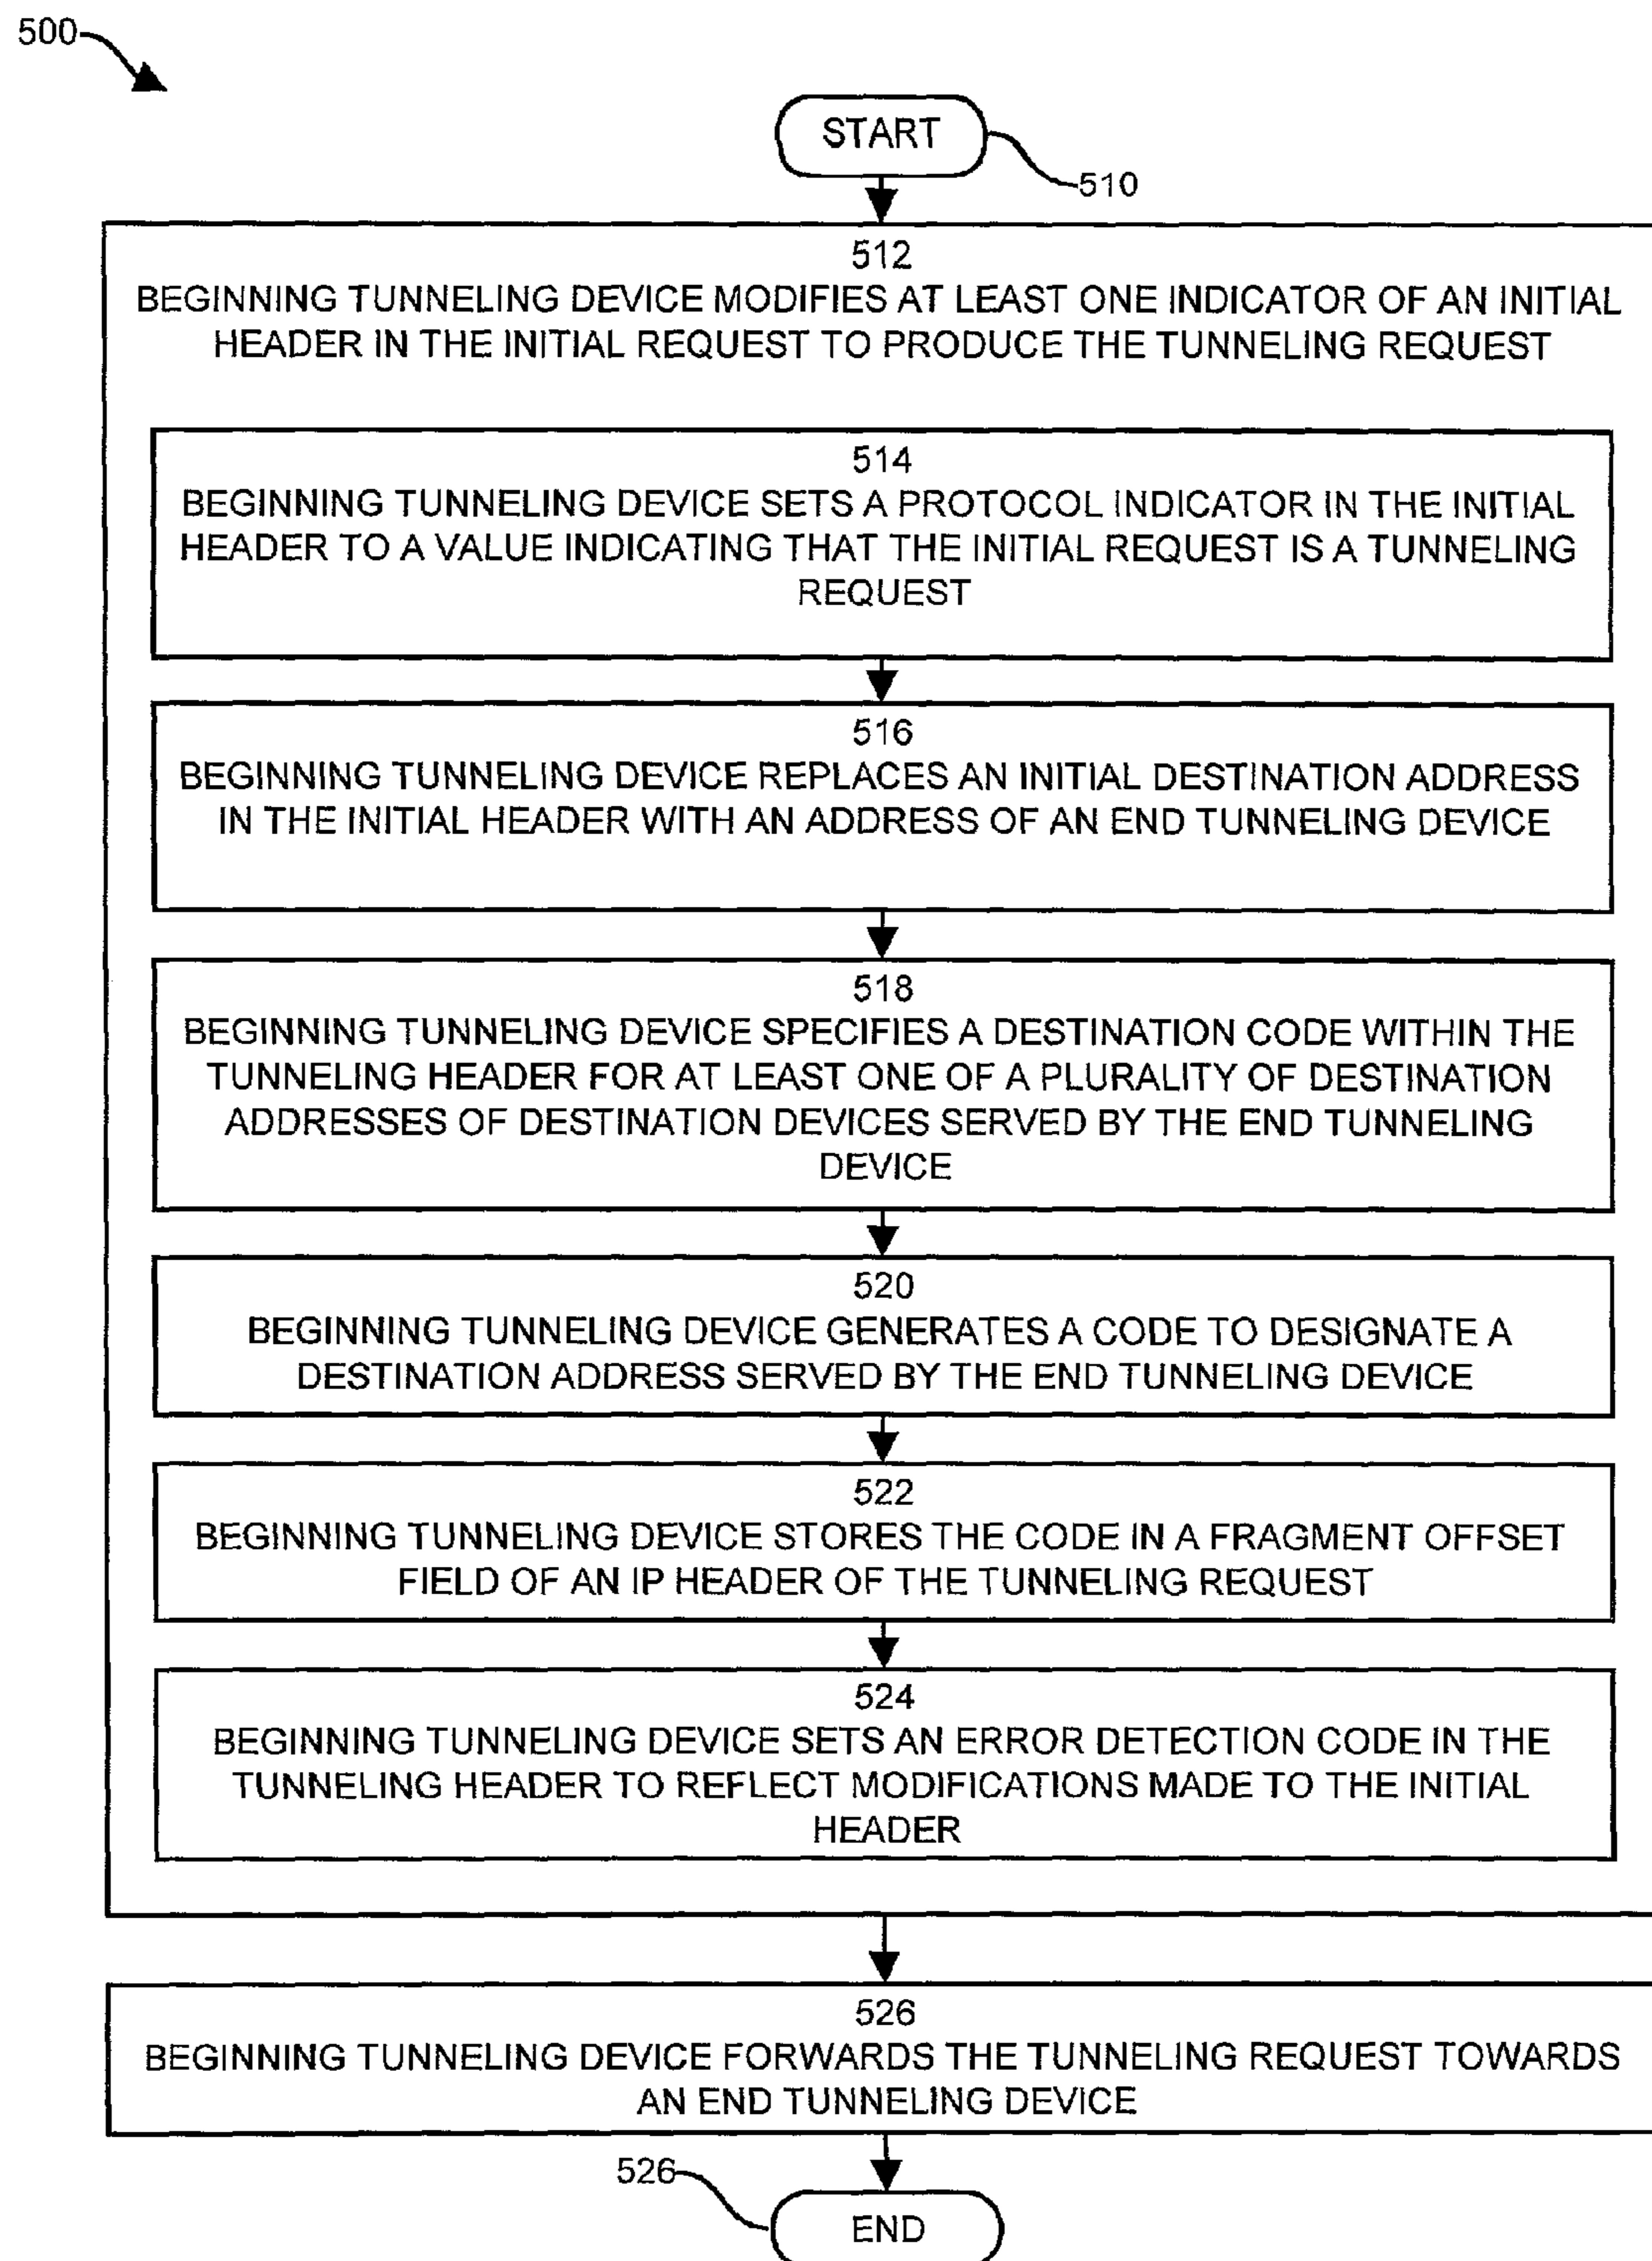 500
START
510
512
BEGINNING TUNNELING DEVICE MODIFIES AT LEAST ONE INDICATOR OF AN INITIAL
HEADER IN THE INITIAL REQUEST TO PRODUCE THE TUNNELING REQUEST
514
BEGINNING TUNNELING DEVICE SETS A PROTOCOL INDICATOR IN THE INITIAL
HEADER TO A VALUE INDICATING THAT THE INITIAL REQUEST IS A TUNNELING
REQUEST
516
BEGINNING TUNNELING DEVICE REPLACES AN INITIAL DESTINATION ADDRESS
IN THE INITIAL HEADER WITH AN ADDRESS OF AN END TUNNELING DEVICE
518
BEGINNING TUNNELING DEVICE SPECIFIES A DESTINATION CODE WITHIN THE
TUNNELING HEADER FOR AT LEAST ONE OF A PLURALITY OF DESTINATION
ADDRESSES OF DESTINATION DEVICES SERVED BY THE END TUNNELING
DEVICE
520
BEGINNING TUNNELING DEVICE GENERATES A CODE TO DESIGNATE A
DESTINATION ADDRESS SERVED BY THE END TUNNELING DEVICE
522
BEGINNING TUNNELING DEVICE STORES THE CODE IN A FRAGMENT OFFSET
FIELD OF AN IP HEADER OF THE TUNNELING REQUEST
524
BEGINNING TUNNELING DEVICE SETS AN ERROR DETECTION CODE IN THE
TUNNELING HEADER TO REFLECT MODIFICATIONS MADE TO THE INITIAL
HEADER
526
BEGINNING TUNNELING DEVICE FORWARDS THE TUNNELING REQUEST TOWARDS
AN END TUNNELING DEVICE
526
END